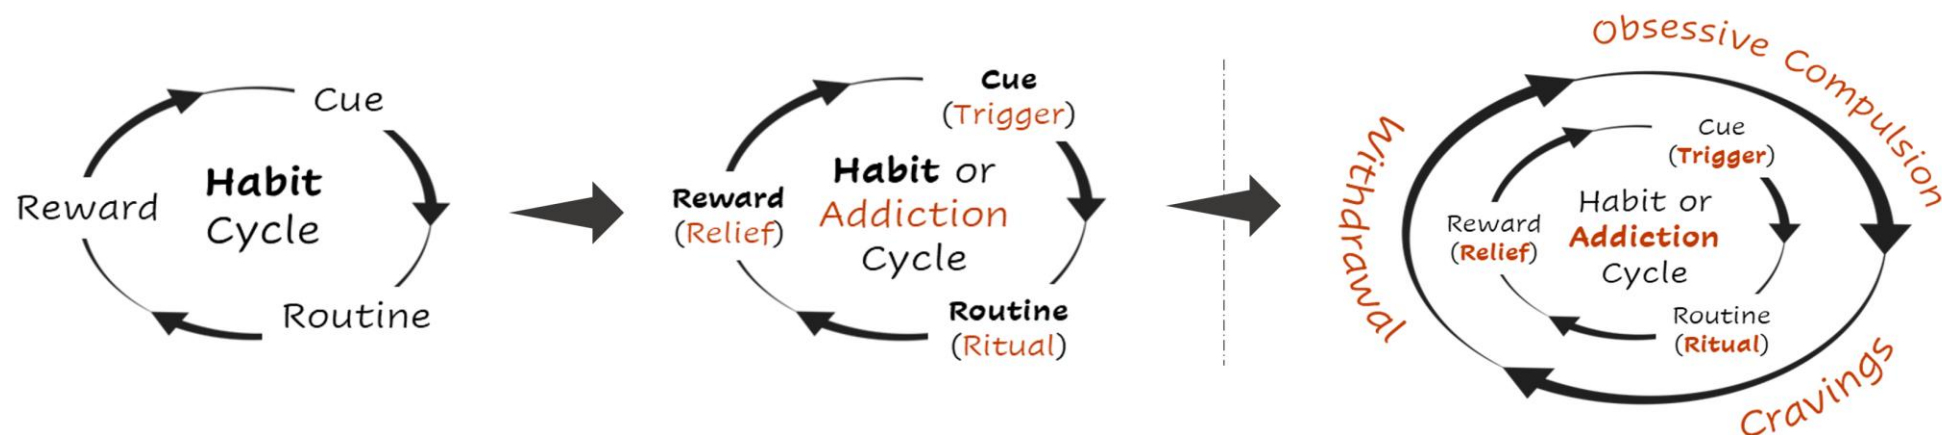 Cue
Habit
Cycle
Reward
Routine
Cue
(Trigger)
Habit or
Addiction
Cycle
Reward
(Relief)
Routine
(Ritual)
Obsessive Compulsion
Withdrawal
Cravings
Cue
(Trigger)
Habit or
Addiction
Cycle
Reward
(Relief)
Routine
(Ritual)